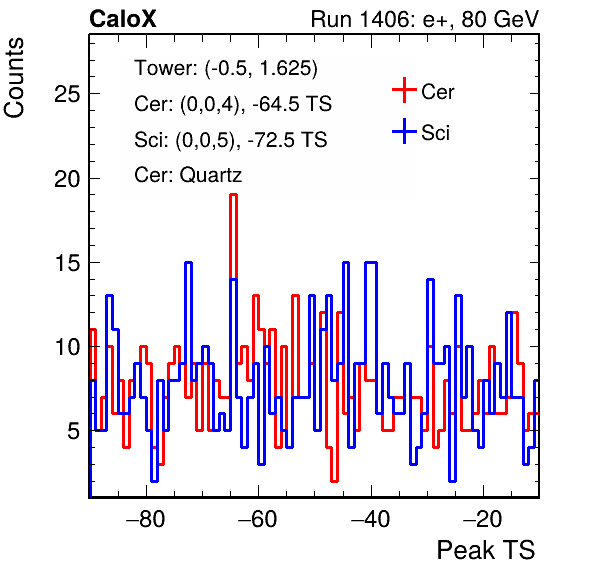 CaloX Run 1406: e+, 80 GeV
Counts
Tower: (-0.5, 1.625)
Cer: (0,0,4), -64.5 TS
Sci: (0,0,5), -72.5 TS
Cer: Quartz
Cer
Sci
25
20
15
10
5
−80 −60 −40 −20
Peak TS